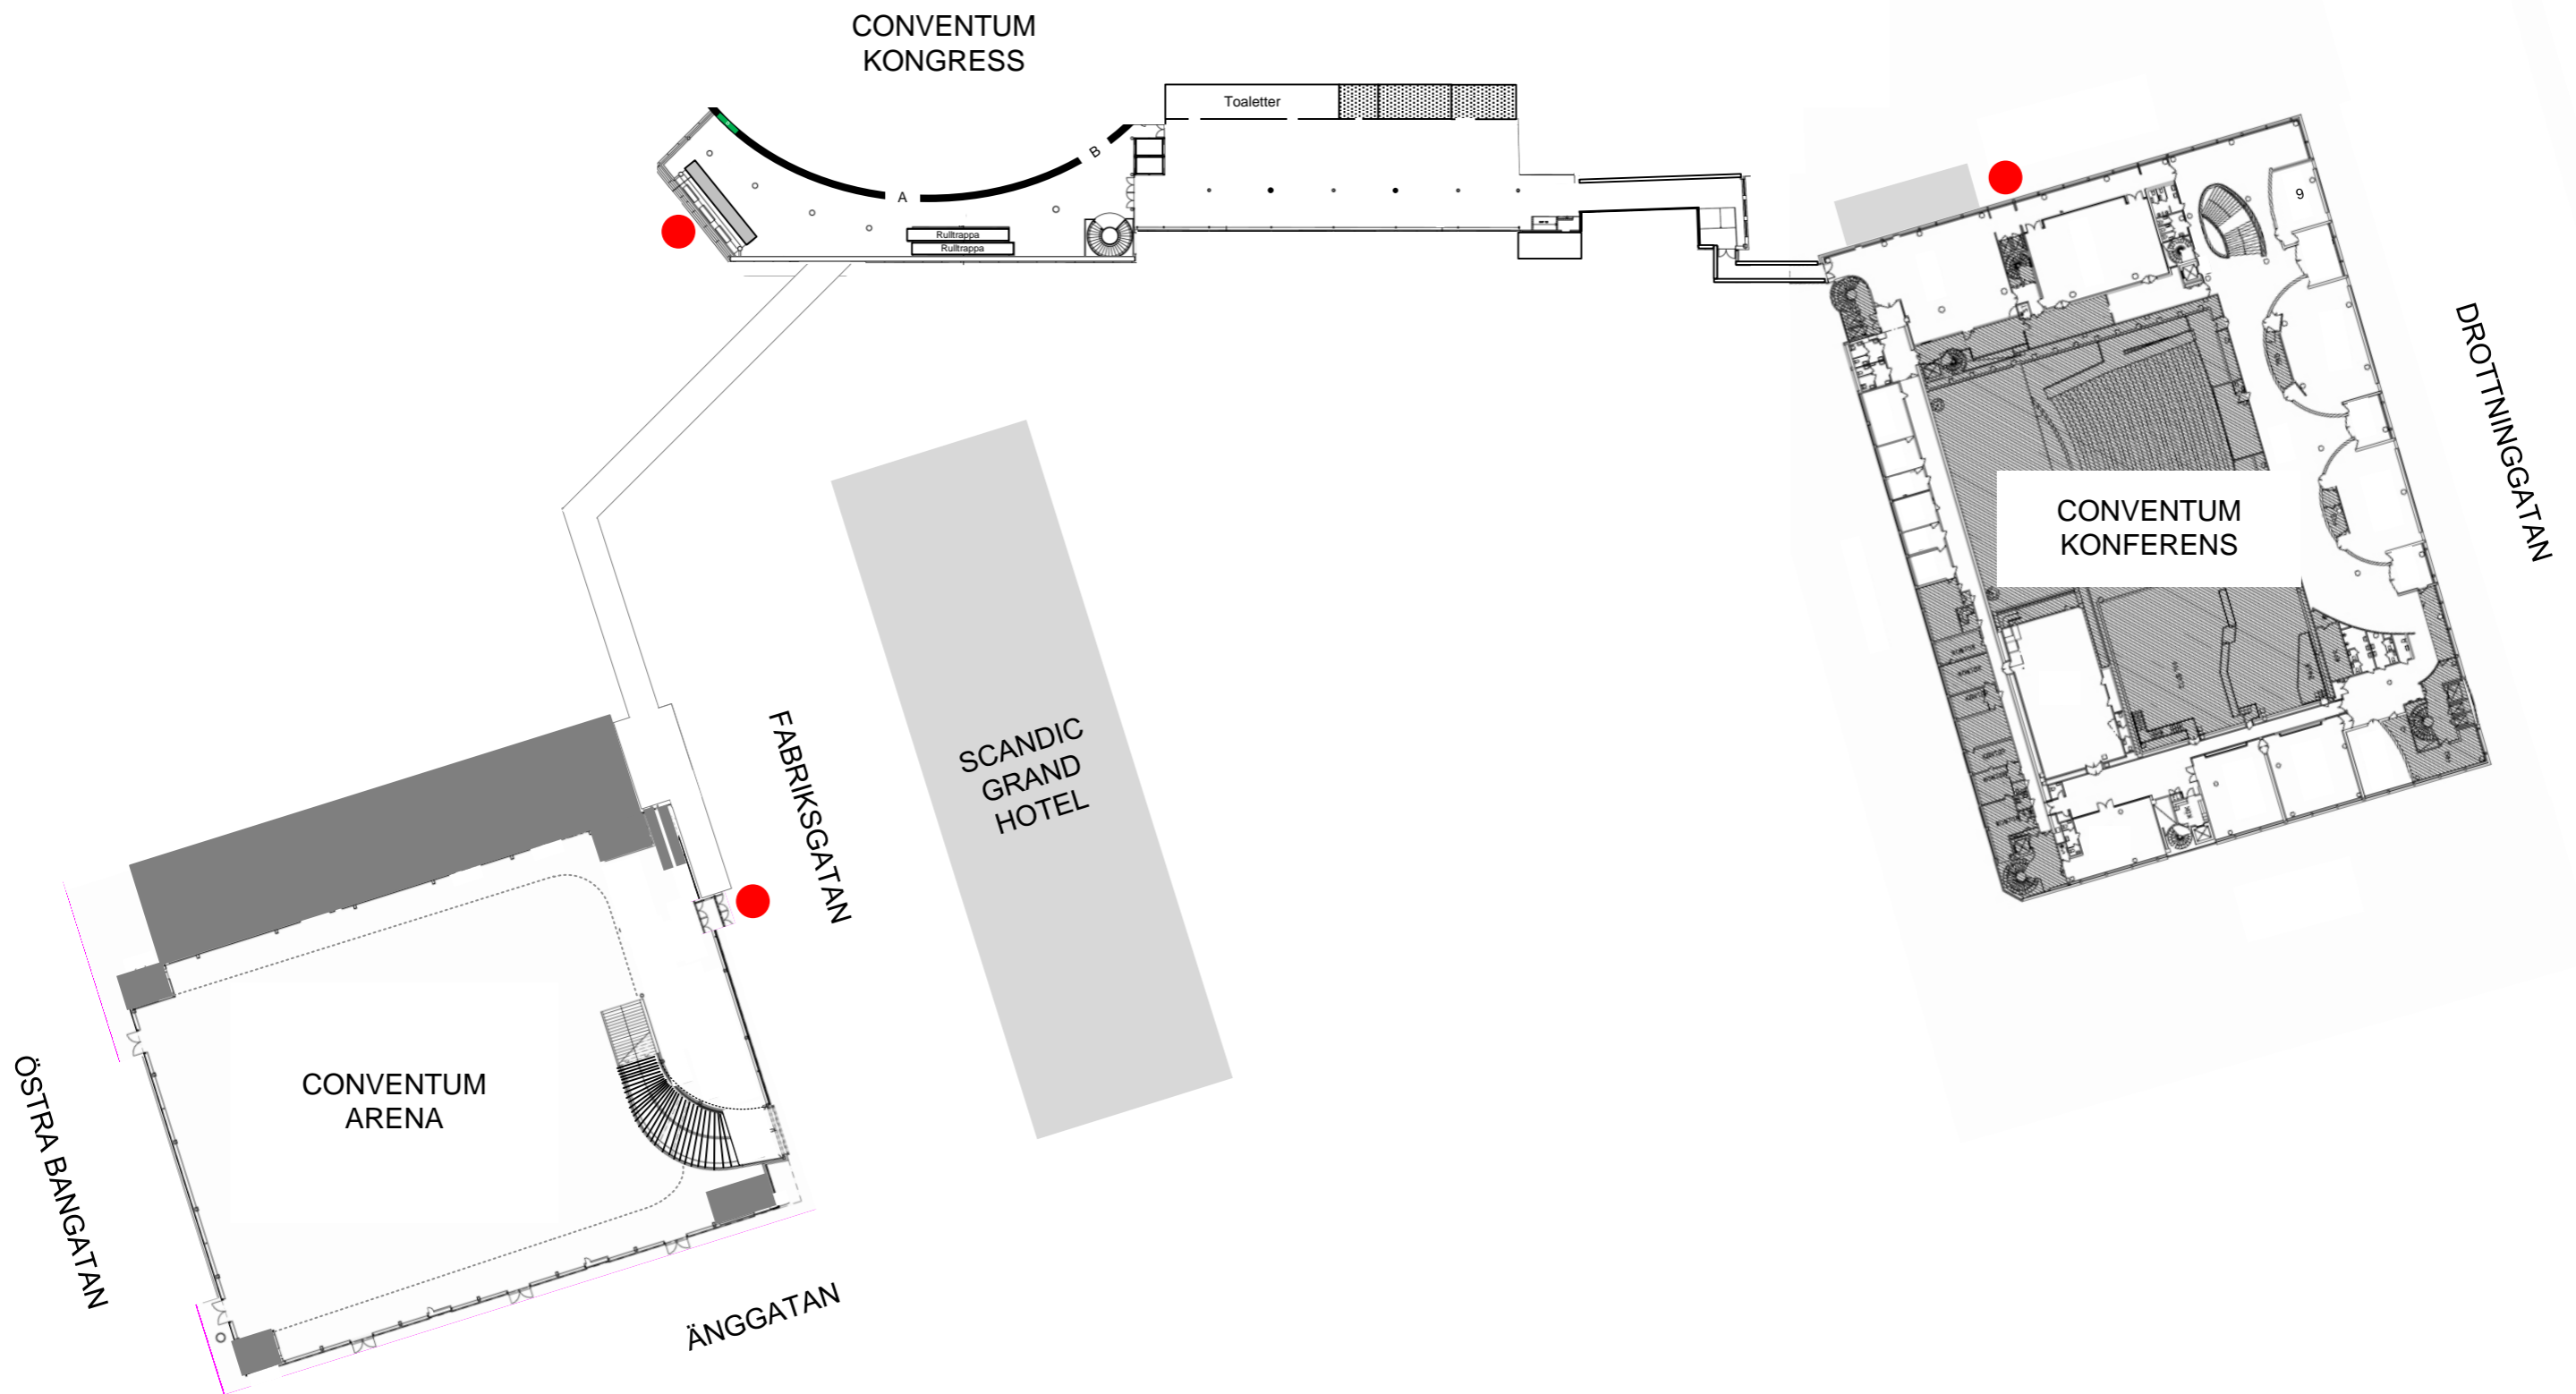 CONVENTUM
KONGRESS
Toaletter
A
B
Rulltrappa
Rulltrappa
9
DROTTNINGGATAN
CONVENTUM
KONFERENS
FABRIKSGATAN
SCANDIC
GRAND
HOTEL
CONVENTUM
ARENA
ÖSTRA BANGATAN
ÄNGGATAN